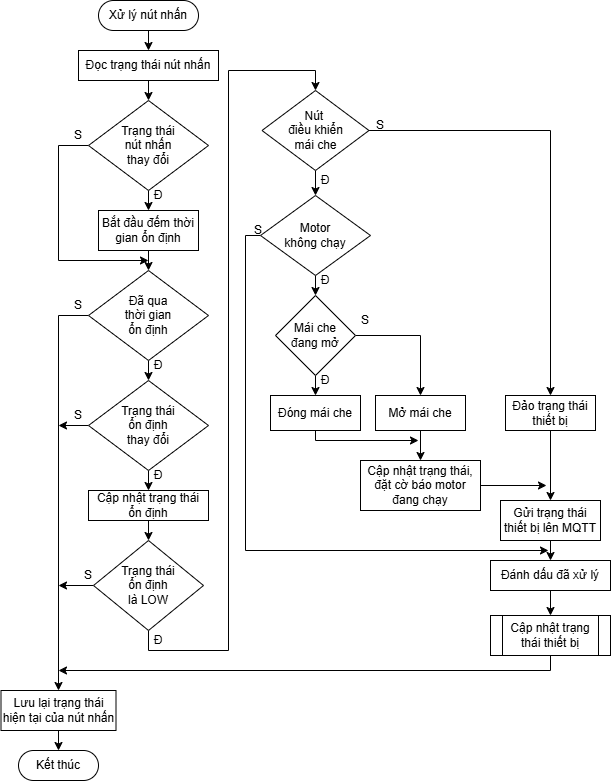 Xử lý nút nhấn
Đọc trạng thái nút nhấn
Trạng thái
nút nhấn
thay đổi
S
Đ
Bắt đầu đếm thời
gian ổn định
Đã qua
thời gian
ổn định
S
Đ
Trạng thái
ổn định
thay đổi
S
Đ
Cập nhật trạng thái
ổn định
Trạng thái
ổn định
là LOW
S
Đ
Nút
điều khiển
mái che
S
Đ
Motor
không chạy
S
Đ
Mái che
đang mở
S
Đ
Đóng mái che
Mở mái che
Đảo trạng thái
thiết bị
Cập nhật trạng thái,
đặt cờ báo motor
đang chạy
Gửi trạng thái
thiết bị lên MQTT
Đánh dấu đã xử lý
Cập nhật trạng
thái thiết bị
Lưu lại trạng thái
hiện tại của nút nhấn
Kết thúc